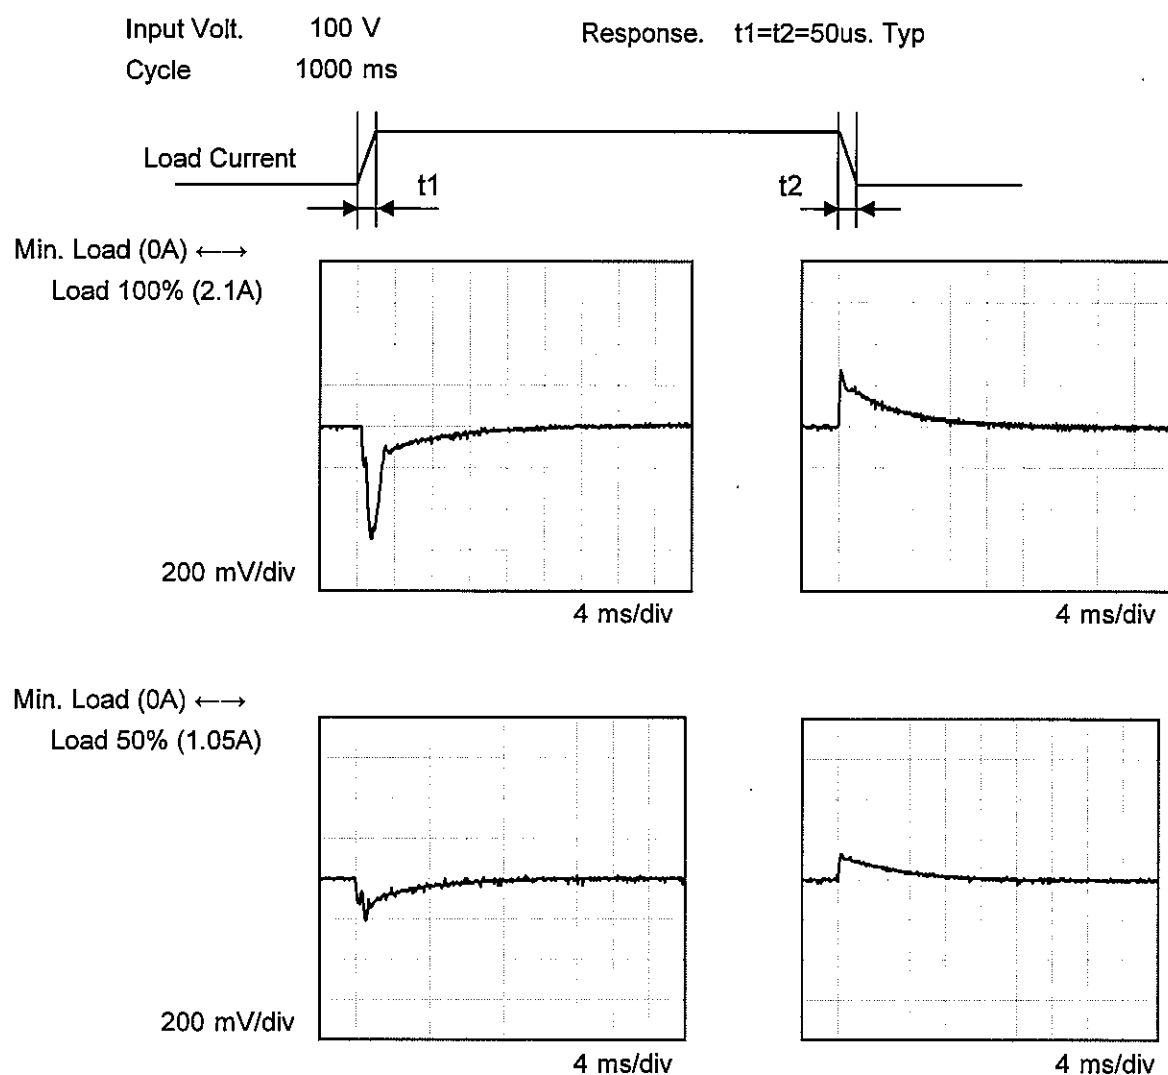 Input Volt. 100 V
Response. t1=t2=50us. Typ
Cycle 1000 ms
Load Current
t1
t2
Min. Load (0A) ←→
Load 100% (2.1A)
200 mV/div
4 ms/div
4 ms/div
Min. Load (0A) ←→
Load 50% (1.05A)
200 mV/div
4 ms/div
4 ms/div